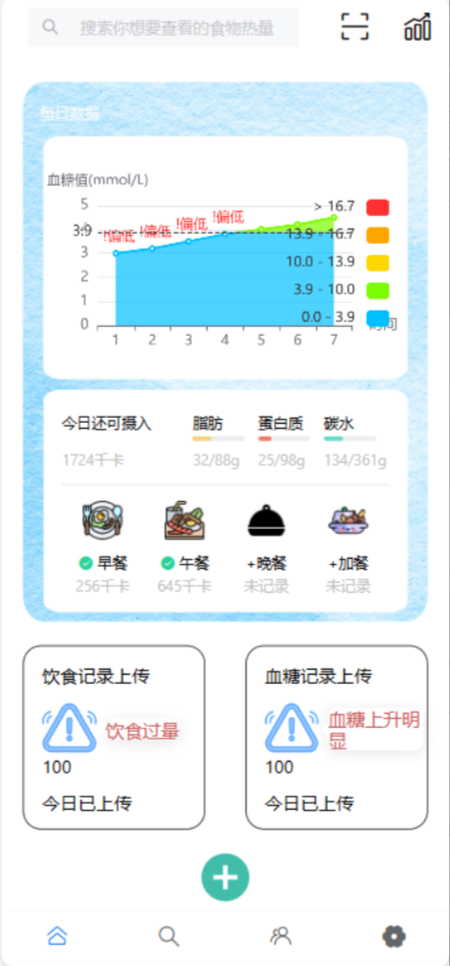 搜索你想要查看的食物热量
每日数据
血糖值(mmol/L)
5
> 16.7
3.9
!偏低
!偏低
!偏低
!偏低
13.9 - 16.7
3
10.0 - 13.9
2
3.9 - 10.0
1
0.0 - 3.9
0
时间
1 2 3 4 5 6 7
今日还可摄入 脂肪 蛋白质 碳水
1724千卡 32/88g 25/98g 134/361g
早餐 午餐 +晚餐 +加餐
256千卡 645千卡 未记录 未记录
饮食记录上传
饮食过量
100
今日已上传
血糖记录上传
血糖上升明
显
100
今日已上传